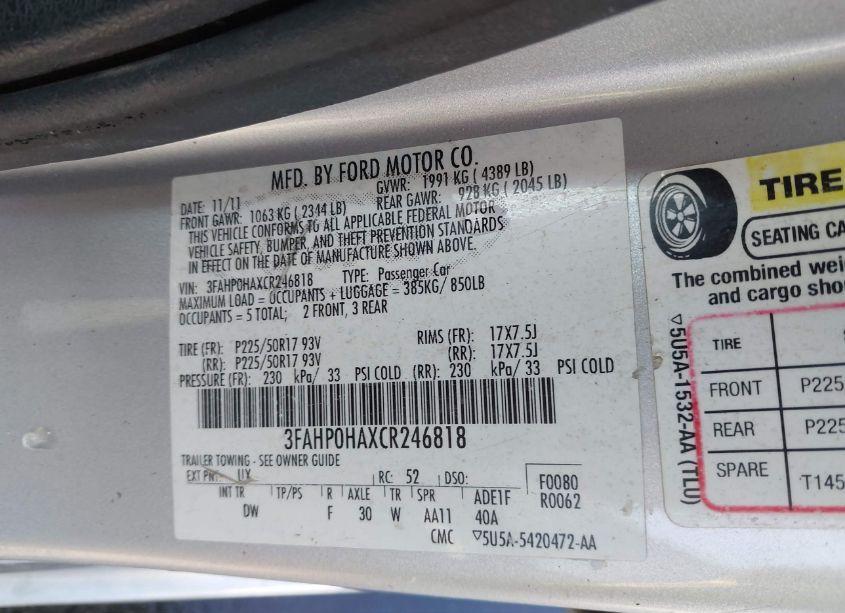 MFD. BY FORD MOTOR CO.
DATE: 11/11 GVWR: 1991 KG ( 4389 LB)
FRONT GAWR: 1063 KG ( 2344 LB) REAR GAWR: 928 KG ( 2045 LB)
THIS VEHICLE CONFORMS TO ALL APPLICABLE FEDERAL MOTOR
VEHICLE SAFETY, BUMPER, AND THEFT PREVENTION STANDARDS
IN EFFECT ON THE DATE OF MANUFACTURE SHOWN ABOVE.
VIN: 3FAHP0HAXCR246818 TYPE: Passenger Car
MAXIMUM LOAD = OCCUPANTS + LUGGAGE = 385KG/ 850LB
OCCUPANTS = 5 TOTAL; 2 FRONT, 3 REAR
TIRE (FR): P225/50R17 93V RIMS (FR): 17X7.5J
(RR): P225/50R17 93V (RR): 17X7.5J
PRESSURE (FR): 230 kPa/ 33 PSI COLD (RR): 230 kPa/ 33 PSI COLD
3FAHP0HAXCR246818
TRAILER TOWING - SEE OWNER GUIDE
EXT PNT: UX RC: 52 DSO: F0080
INT TR TP/PS R AXLE TR SPR ADE1F R0062
DW F 30 W AA11 40A
CMC ▽5U5A-5420472-AA
TIRE
SEATING CA
The combined wei
and cargo sho
▽5U5A-1532-AA (TLU)
TIRE
FRONT P225
REAR P225
SPARE T145